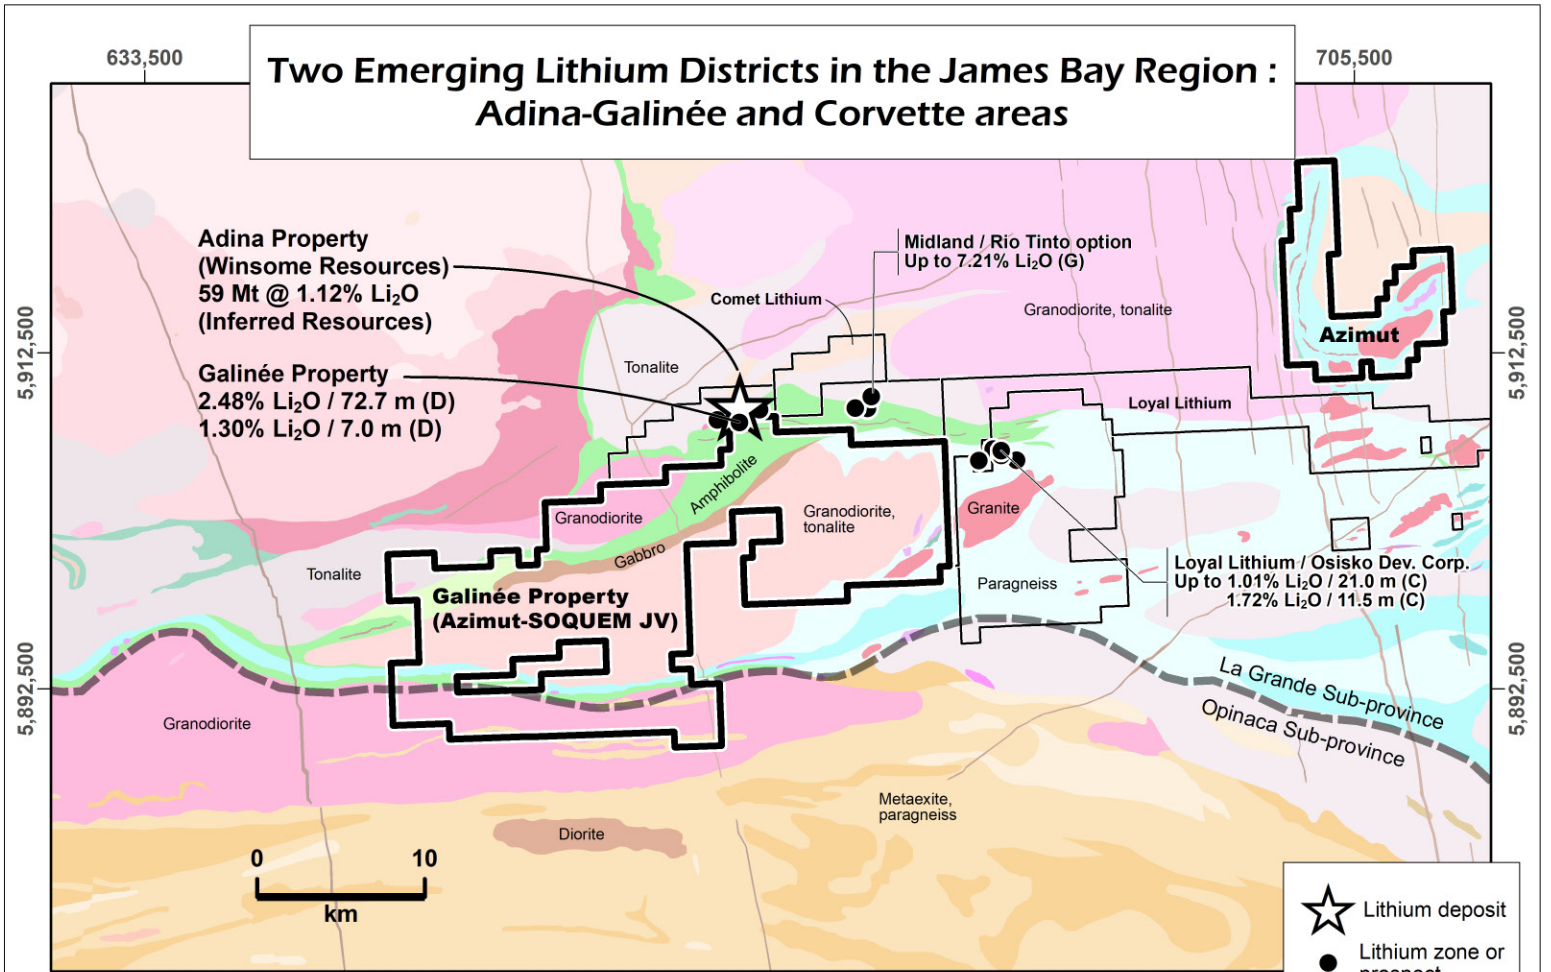 Two Emerging Lithium Districts in the James Bay Region :
Adina-Galinée and Corvette areas
633,500
705,500
5,912,500
5,892,500
5,912,500
5,892,500
Adina Property
(Winsome Resources)
59 Mt @ 1.12% Li₂O
(Inferred Resources)
Galinée Property
2.48% Li₂O / 72.7 m (D)
1.30% Li₂O / 7.0 m (D)
Midland / Rio Tinto option
Up to 7.21% Li₂O (G)
Comet Lithium
Granodiorite, tonalite
Azimut
Tonalite
Loyal Lithium
Amphibolite
Granodiorite
Granodiorite,
tonalite
Granite
Gabbro
Tonalite
Paragneiss
Loyal Lithium / Osisko Dev. Corp.
Up to 1.01% Li₂O / 21.0 m (C)
1.72% Li₂O / 11.5 m (C)
Galinée Property
(Azimut-SOQUEM JV)
La Grande Sub-province
Opinaca Sub-province
Granodiorite
Metaexite,
paragneiss
Diorite
0 10
km
Lithium deposit
Lithium zone or
prospect